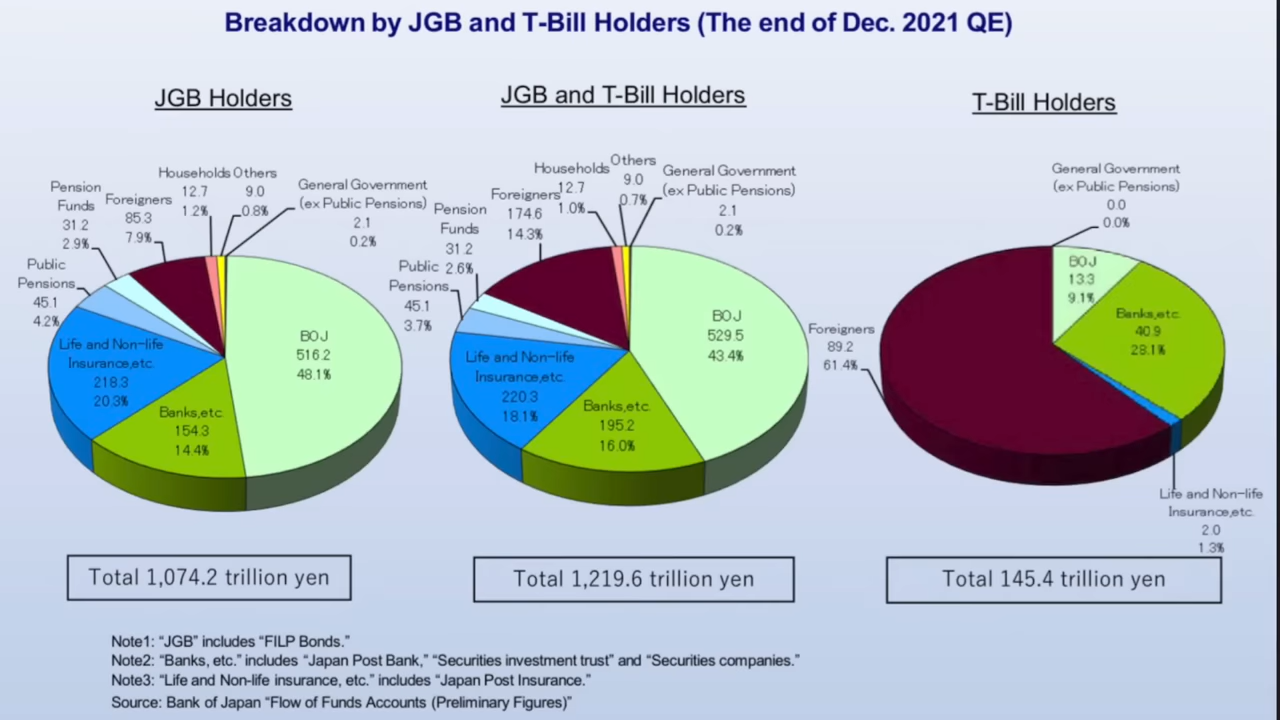 Breakdown by JGB and T-Bill Holders (The end of Dec. 2021 QE)
JGB Holders
Households
12.7
1.2%
Others
9.0
0.8%
General Government
(ex Public Pensions)
2.1
0.2%
Foreigners
85.3
7.9%
Pension
Funds
31.2
2.9%
Public
Pensions
45.1
4.2%
Life and Non-life
Insurance,etc.
218.3
20.3%
Banks,etc.
154.3
14.4%
BOJ
516.2
48.1%
Total 1,074.2 trillion yen
JGB and T-Bill Holders
Households
12.7
1.0%
Others
9.0
0.7%
General Government
(ex Public Pensions)
2.1
0.2%
Foreigners
174.6
14.3%
Pension
Funds
31.2
2.6%
Public
Pensions
45.1
3.7%
Life and Non-life
Insurance,etc.
220.3
18.1%
Banks,etc.
195.2
16.0%
BOJ
529.5
43.4%
Total 1,219.6 trillion yen
T-Bill Holders
General Government
(ex Public Pensions)
0.0
0.0%
BOJ
13.3
9.1%
Banks,etc.
40.9
28.1%
Foreigners
89.2
61.4%
Life and Non-life
Insurance,etc.
2.0
1.3%
Total 145.4 trillion yen
Note1: “JGB” includes “FILP Bonds.”
Note2: “Banks, etc.” includes “Japan Post Bank,” “Securities investment trust” and “Securities companies.”
Note3: “Life and Non-life insurance, etc.” includes “Japan Post Insurance.”
Source: Bank of Japan “Flow of Funds Accounts (Preliminary Figures)”